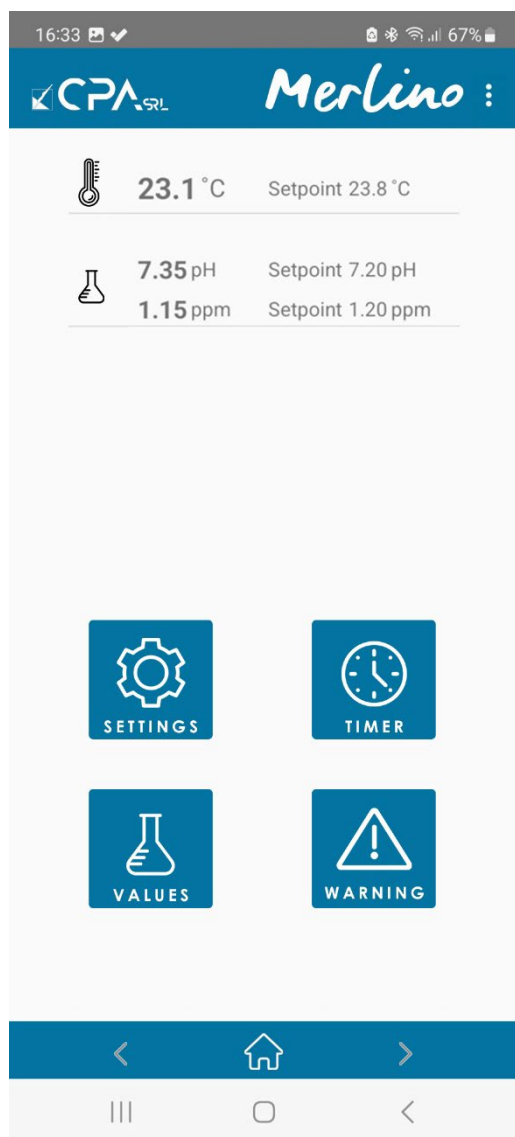 16:33 67%
CPA.SRL Merlino
23.1 °C Setpoint 23.8 °C
7.35 pH Setpoint 7.20 pH
1.15 ppm Setpoint 1.20 ppm
SETTINGS TIMER
VALUES WARNING